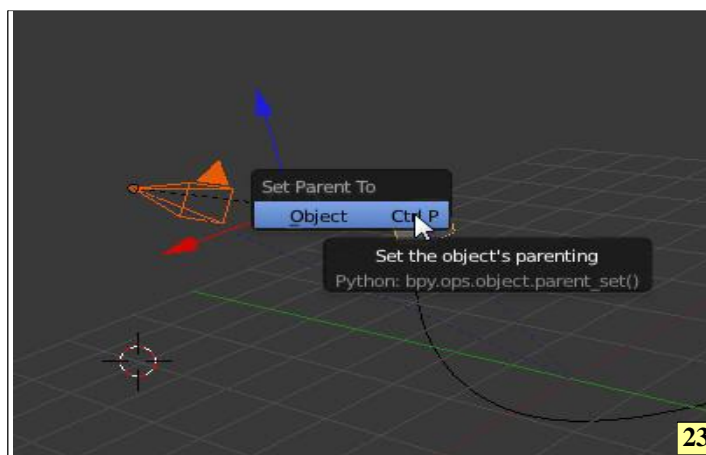 Set Parent To
Object Ctrl P
Set the object's parenting
Python: bpy.ops.object.parent_set()
23